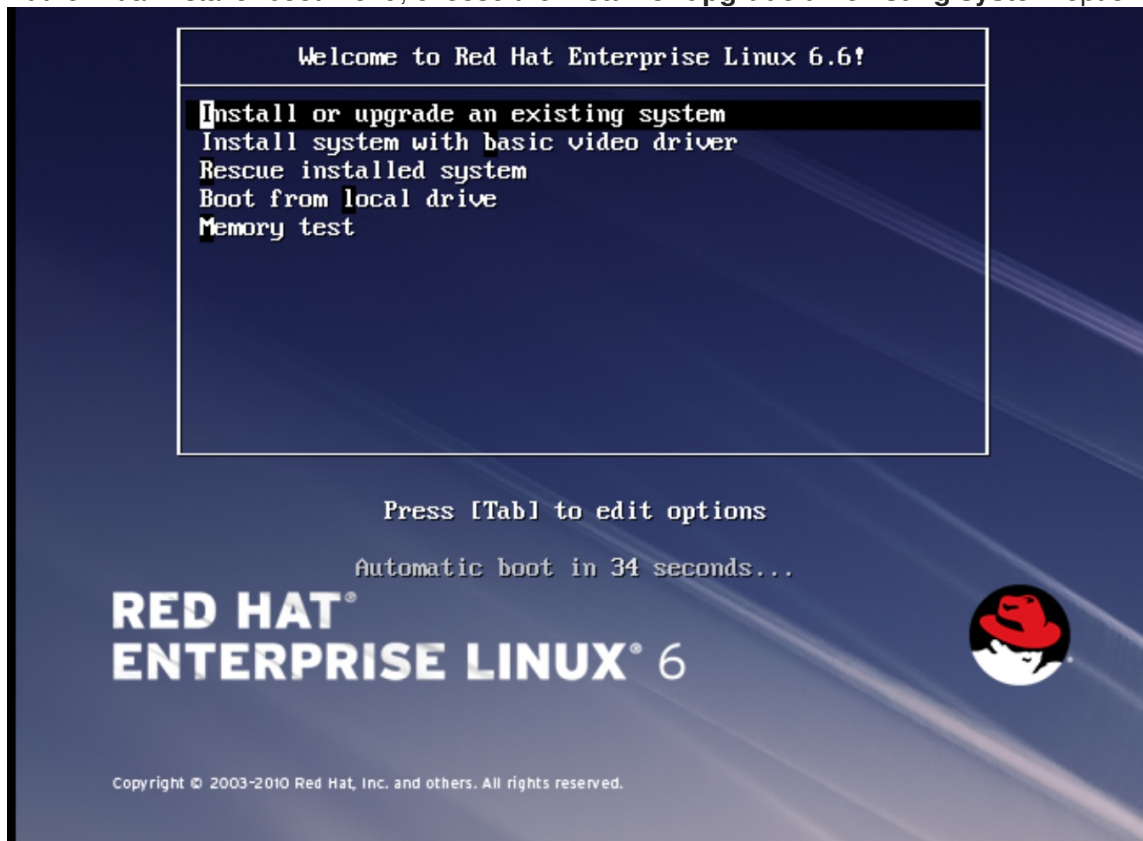 Welcome to Red Hat Enterprise Linux 6.6!
Install or upgrade an existing system
Install system with basic video driver
Rescue installed system
Boot from local drive
Memory test
Press [Tab] to edit options
Automatic boot in 34 seconds...
RED HAT®
ENTERPRISE LINUX® 6
Copyright © 2003-2010 Red Hat, Inc. and others. All rights reserved.